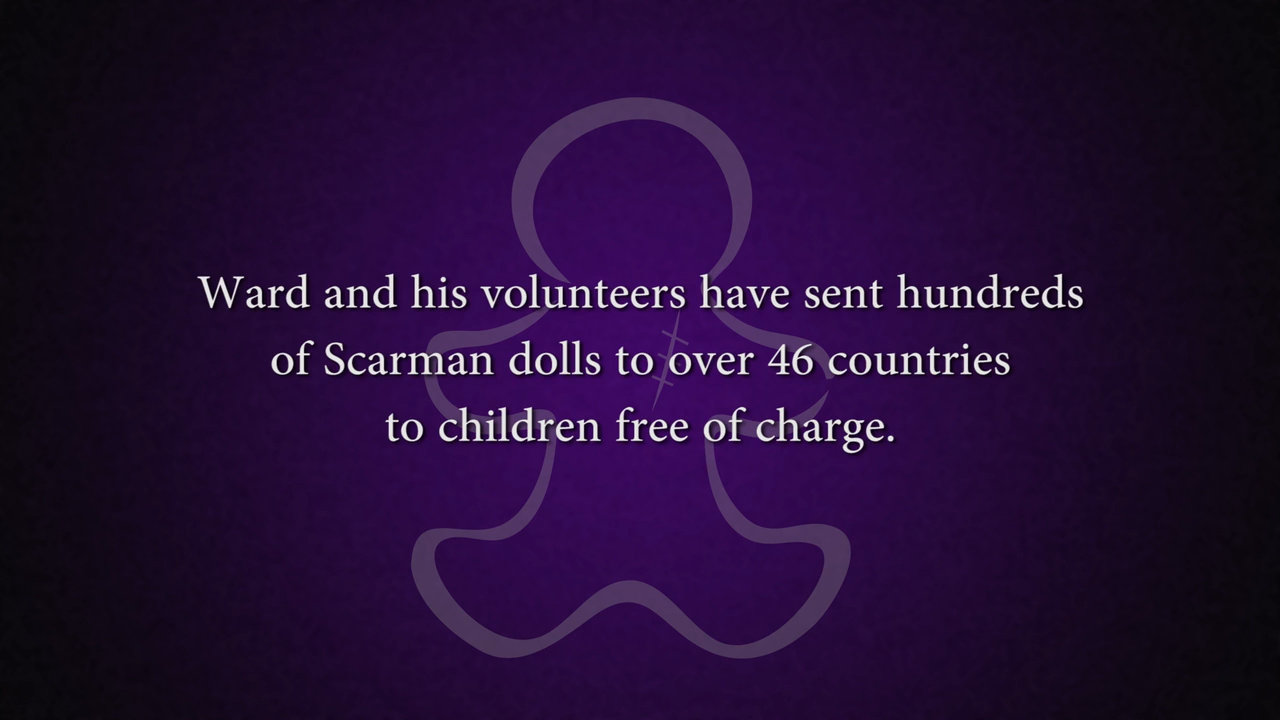 Ward and his volunteers have sent hundreds
of Scarman dolls to over 46 countries
to children free of charge.